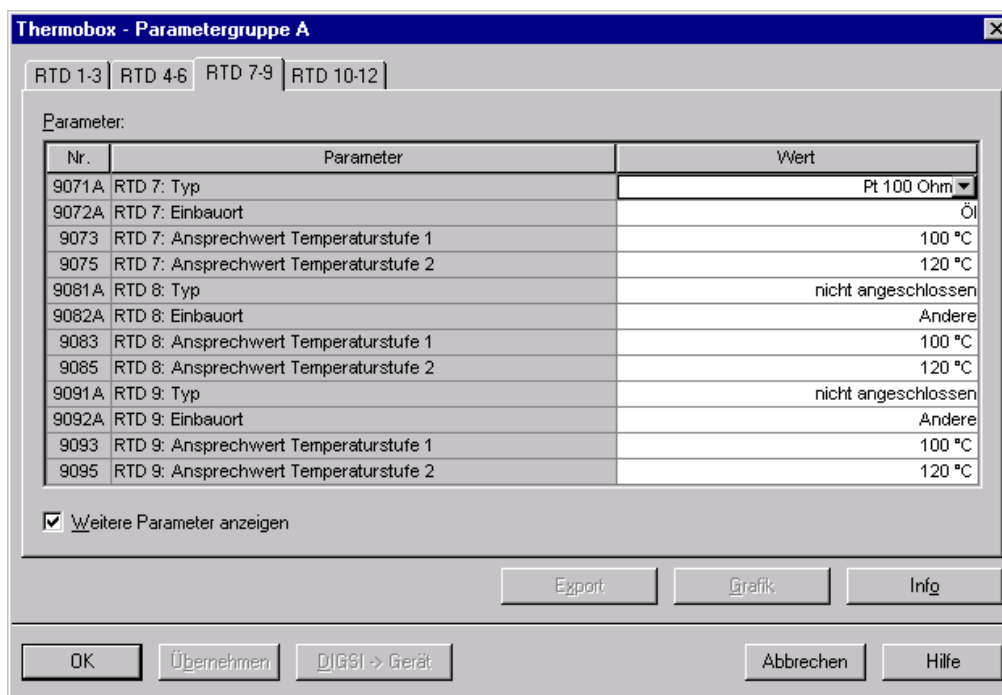 Thermobox - Parametergruppe A
RTD 1-3 RTD 4-6 RTD 7-9 RTD 10-12
Parameter:
Nr. Parameter Wert
9071A RTD 7: Typ Pt 100 Ohm
9072A RTD 7: Einbauort Öl
9073 RTD 7: Ansprechwert Temperaturstufe 1 100 °C
9075 RTD 7: Ansprechwert Temperaturstufe 2 120 °C
9081A RTD 8: Typ nicht angeschlossen
9082A RTD 8: Einbauort Andere
9083 RTD 8: Ansprechwert Temperaturstufe 1 100 °C
9085 RTD 8: Ansprechwert Temperaturstufe 2 120 °C
9091A RTD 9: Typ nicht angeschlossen
9092A RTD 9: Einbauort Andere
9093 RTD 9: Ansprechwert Temperaturstufe 1 100 °C
9095 RTD 9: Ansprechwert Temperaturstufe 2 120 °C
Weitere Parameter anzeigen
Export Grafik Info
OK Übernehmen DIGSI -> Gerät Abbrechen Hilfe